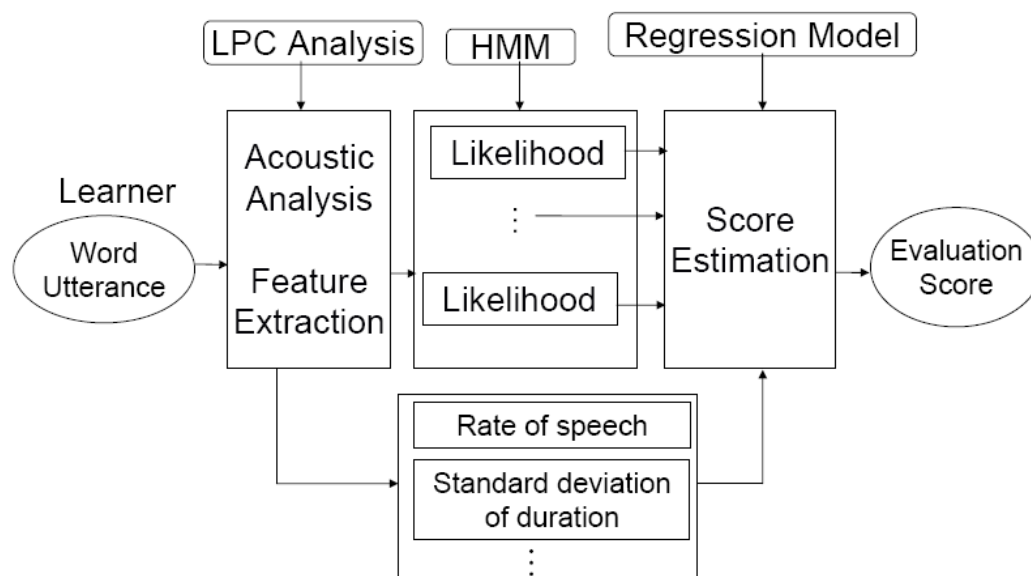 LPC Analysis
HMM
Regression Model
Learner
Word
Utterance
Acoustic
Analysis
Feature
Extraction
Likelihood
⋮
Likelihood
Score
Estimation
Evaluation
Score
Rate of speech
Standard deviation
of duration
⋮